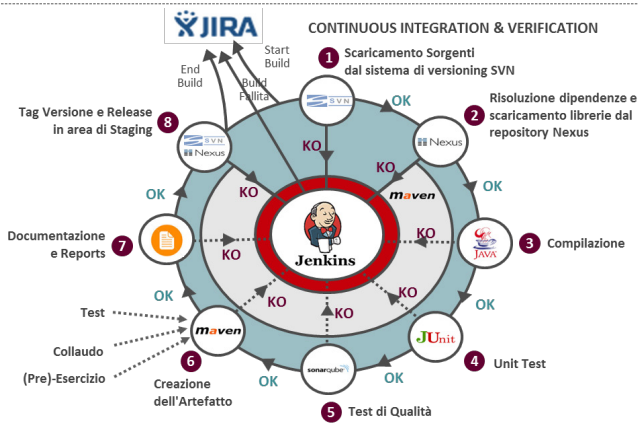 JIRA
CONTINUOUS INTEGRATION & VERIFICATION
Start
Build
End
Build
Build
Fallita
1
Scaricamento Sorgenti
dal sistema di versioning SVN
SVN
OK
2
Risoluzione dipendenze e
scaricamento librerie dal
repository Nexus
Nexus
OK
3
Compilazione
JAVA
OK
4
Unit Test
JUnit
OK
5
Test di Qualità
sonarqube
OK
6
Creazione
dell'Artefatto
maven
Test
Collaudo
(Pre)-Esercizio
OK
7
Documentazione
e Reports
OK
8
Tag Versione e Release
in area di Staging
SVN
Nexus
KO
KO
KO
KO
KO
KO
KO
KO
maven
Jenkins